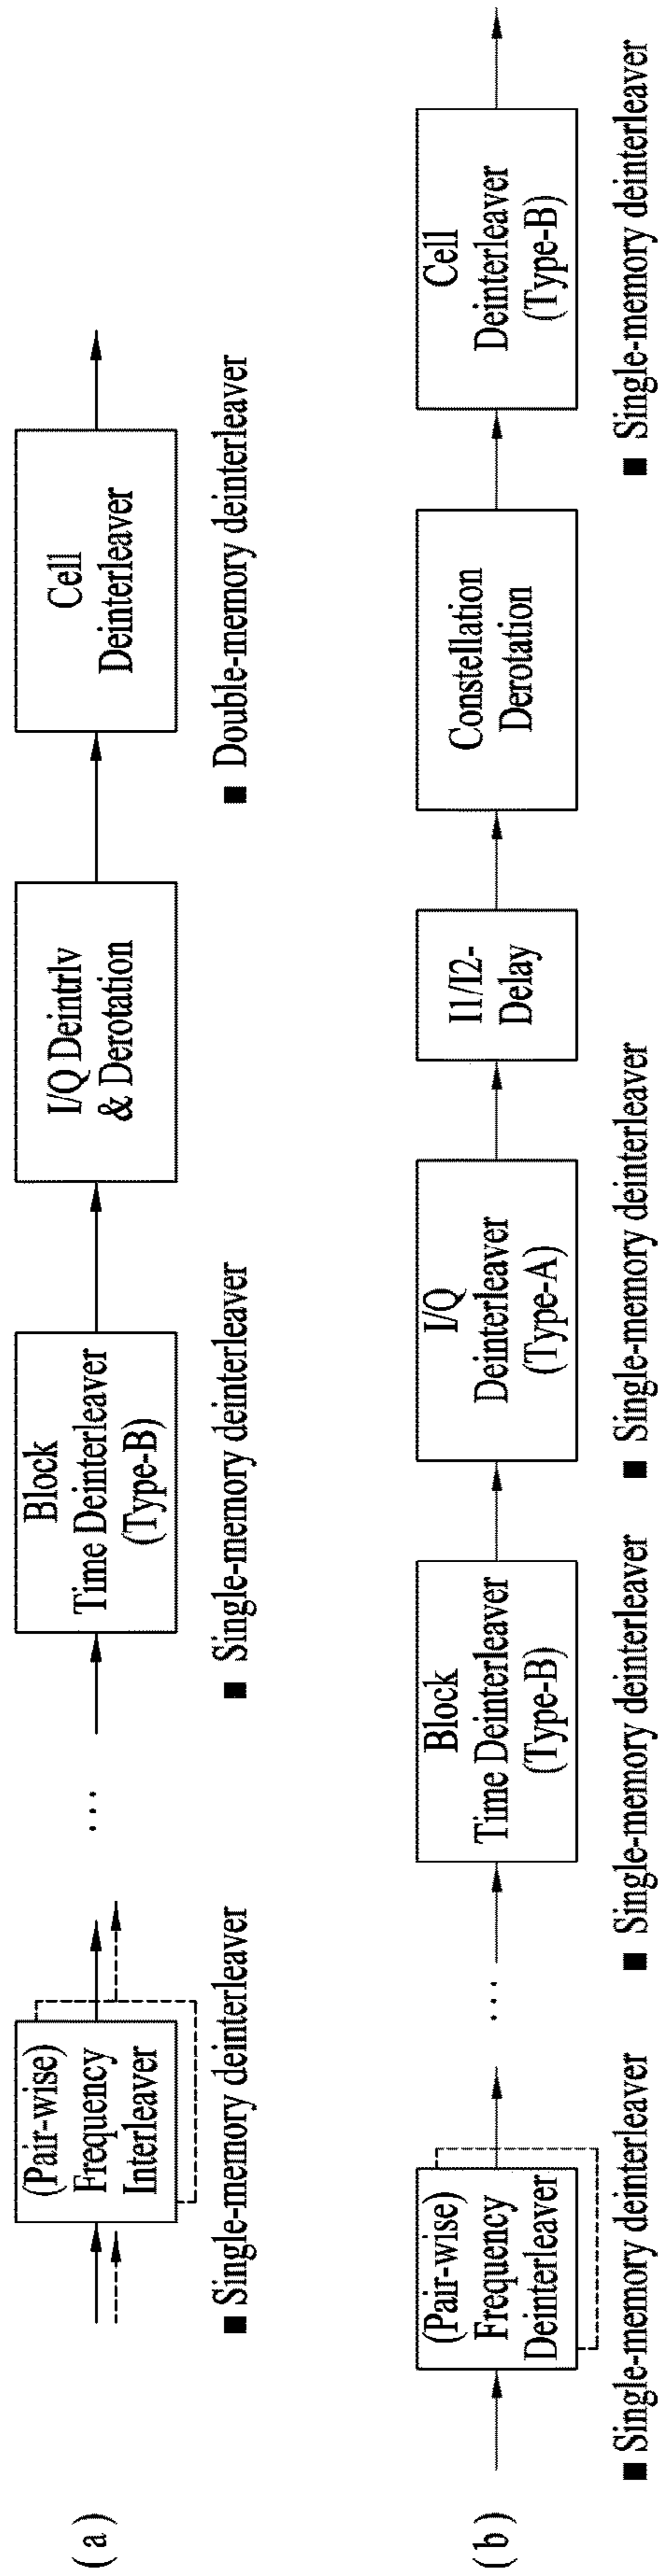 (a)
(Pair-wise)
Frequency
Interleaver
■ Single-memory deinterleaver
...
Block
Time Deinterleaver
(Type-B)
■ Single-memory deinterleaver
I/Q Deintrlv
& Derotation
Cell
Deinterleaver
■ Double-memory deinterleaver
(b)
(Pair-wise)
Frequency
Deinterleaver
■ Single-memory deinterleaver
...
Block
Time Deinterleaver
(Type-B)
■ Single-memory deinterleaver
I/Q
Deinterleaver
(Type-A)
■ Single-memory deinterleaver
I1/I2-
Delay
Constellation
Derotation
Cell
Deinterleaver
(Type-B)
■ Single-memory deinterleaver